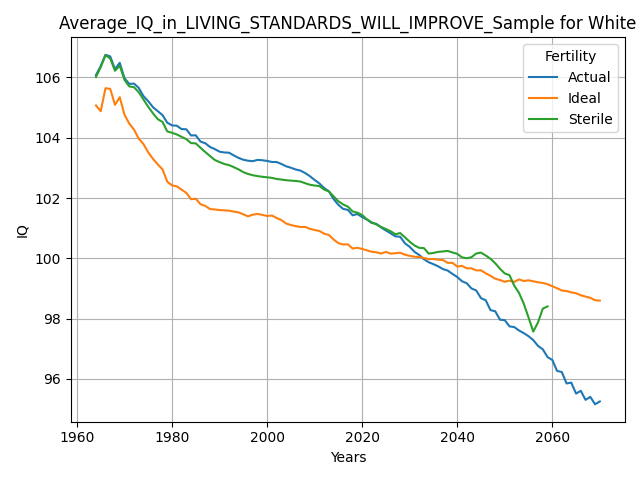 Average_IQ_in_LIVING_STANDARDS_WILL_IMPROVE_Sample for White
Fertility
Actual
Ideal
Sterile
106
104
102
100
98
96
IQ
1960
1980
2000
2020
2040
2060
Years